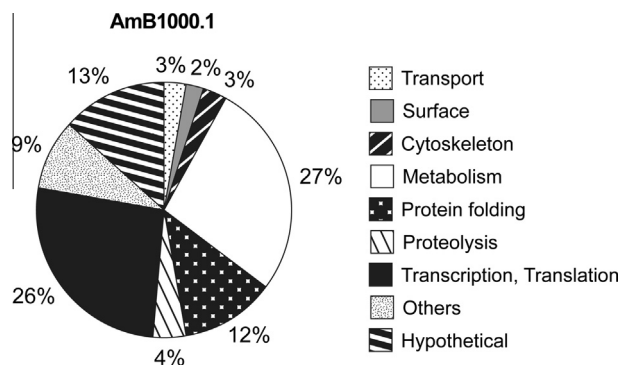 AmB1000.1
3%
2%
3%
13%
9%
27%
26%
4%
12%
Transport
Surface
Cytoskeleton
Metabolism
Protein folding
Proteolysis
Transcription, Translation
Others
Hypothetical